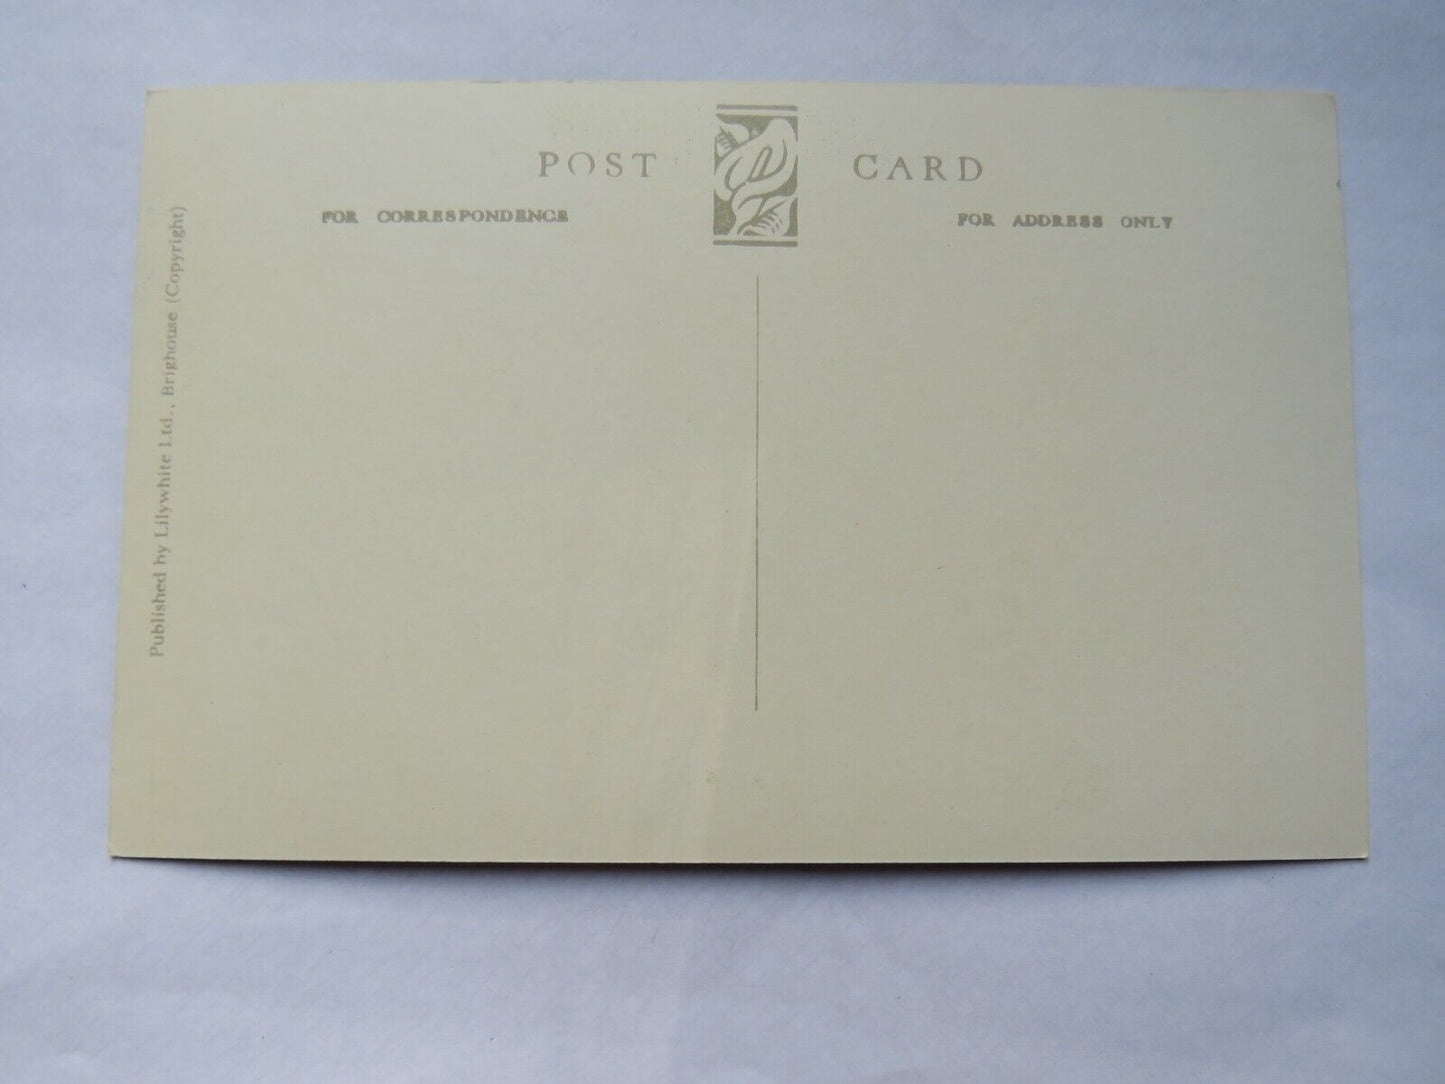 POST CARD
FOR CORRESPONDENCE
FOR ADDRESS ONLY
Published by Lilywhite Ltd., Brighouse (Copyright)